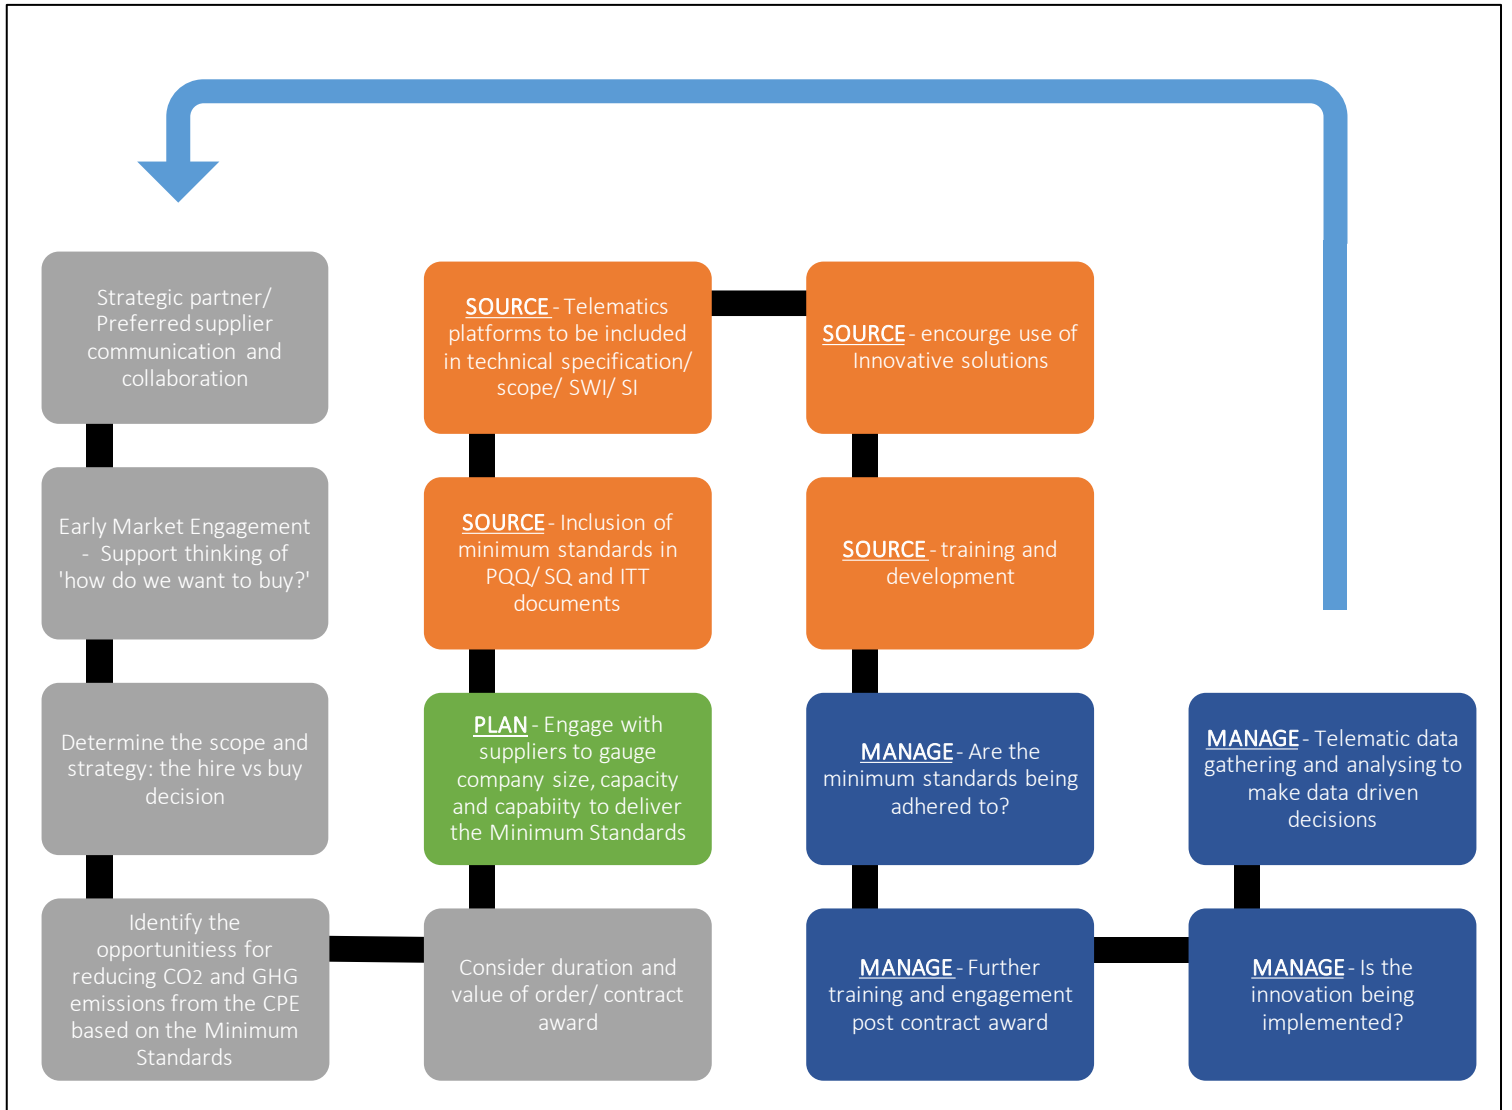 Strategic partner/
Preferred supplier
communication and
collaboration
Early Market Engagement
- Support thinking of
'how do we want to buy?'
Determine the scope and
strategy: the hire vs buy
decision
Identify the
opportunitiess for
reducing CO2 and GHG
emissions from the CPE
based on the Minimum
Standards
Consider duration and
value of order/ contract
award
PLAN - Engage with
suppliers to gauge
company size, capacity
and capabiity to deliver
the Minimum Standards
SOURCE - Inclusion of
minimum standards in
PQQ/ SQ and ITT
documents
SOURCE - Telematics
platforms to be included
in technical specification/
scope/ SWI/ SI
SOURCE - encourge use of
Innovative solutions
SOURCE - training and
development
MANAGE - Are the
minimum standards being
adhered to?
MANAGE - Further
training and engagement
post contract award
MANAGE - Is the
innovation being
implemented?
MANAGE - Telematic data
gathering and analysing to
make data driven
decisions